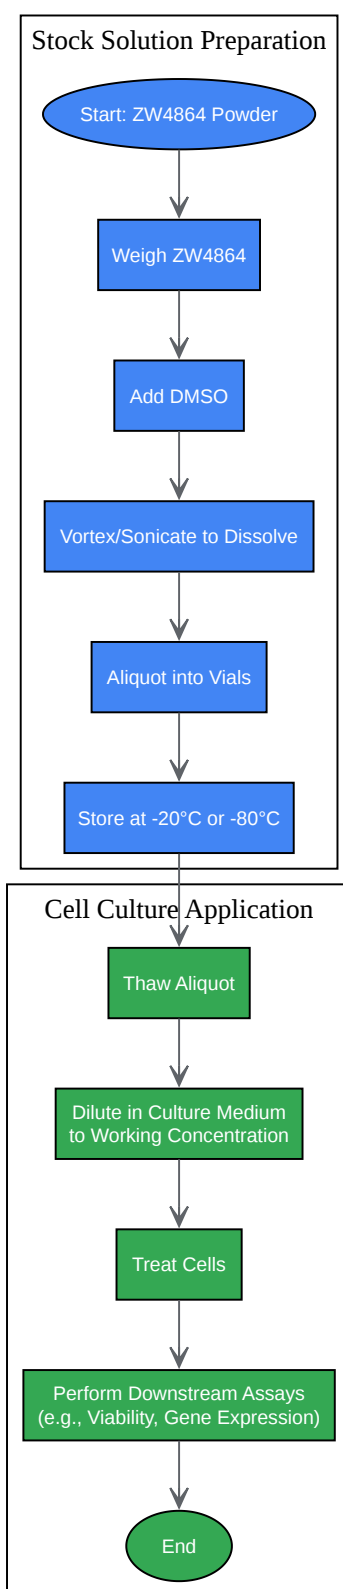 Stock Solution Preparation
Start: ZW4864 Powder
Weigh ZW4864
Add DMSO
Vortex/Sonicate to Dissolve
Aliquot into Vials
Store at -20°C or -80°C
Cell Culture Application
Thaw Aliquot
Dilute in Culture Medium
to Working Concentration
Treat Cells
Perform Downstream Assays
(e.g., Viability, Gene Expression)
End